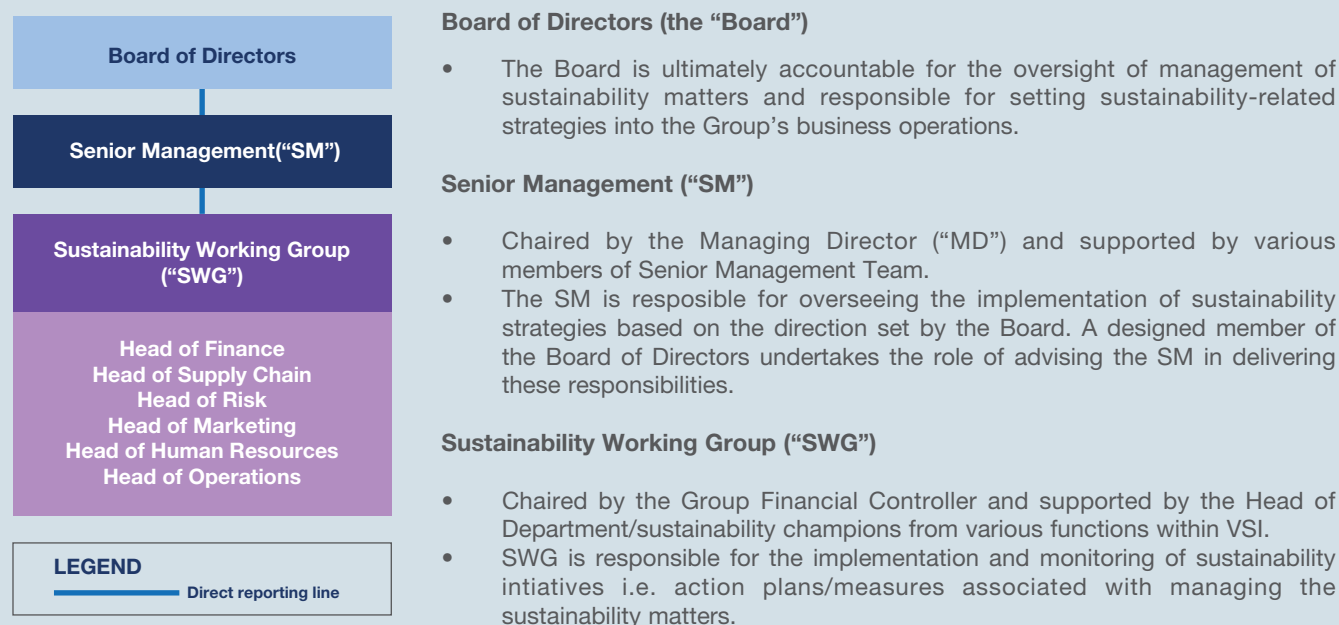 Board of Directors
Senior Management(“SM”)
Sustainability Working Group
(“SWG”)
Head of Finance
Head of Supply Chain
Head of Risk
Head of Marketing
Head of Human Resources
Head of Operations
LEGEND
Direct reporting line
Board of Directors (the “Board”)
• The Board is ultimately accountable for the oversight of management of
sustainability matters and responsible for setting sustainability-related
strategies into the Group’s business operations.
Senior Management (“SM”)
• Chaired by the Managing Director (“MD”) and supported by various
members of Senior Management Team.
• The SM is resposible for overseeing the implementation of sustainability
strategies based on the direction set by the Board. A designed member of
the Board of Directors undertakes the role of advising the SM in delivering
these responsibilities.
Sustainability Working Group (“SWG”)
• Chaired by the Group Financial Controller and supported by the Head of
Department/sustainability champions from various functions within VSI.
• SWG is responsible for the implementation and monitoring of sustainability
intiatives i.e. action plans/measures associated with managing the
sustainability matters.